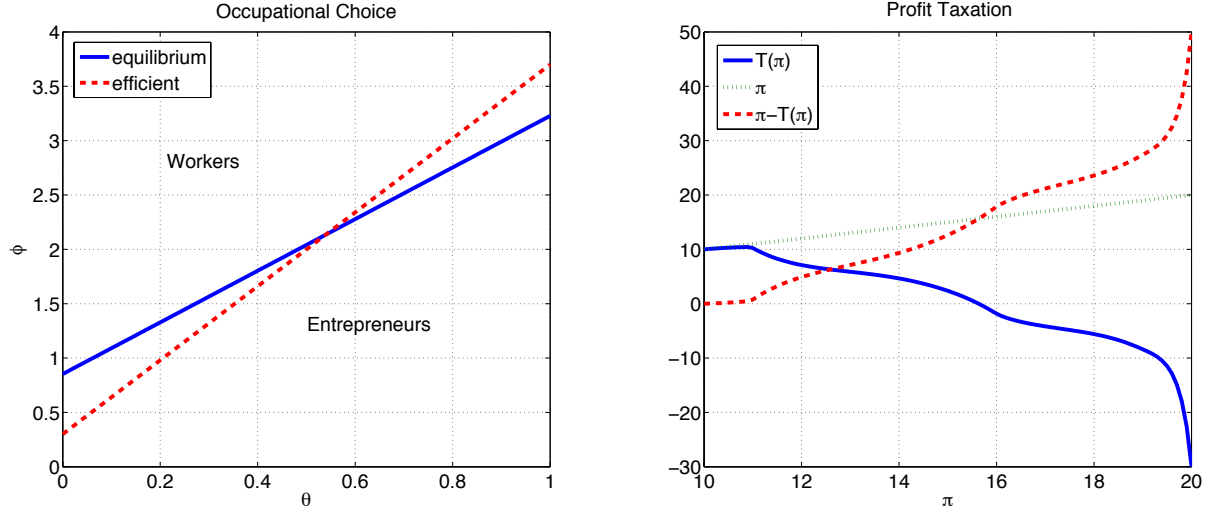 Occupational Choice
4
3.5
3
2.5
2
1.5
1
0.5
0
ϕ
equilibrium
efficient
Workers
Entrepreneurs
0 0.2 0.4 0.6 0.8 1
θ
Profit Taxation
50
40
30
20
10
0
−10
−20
−30
T(π)
π
π−T(π)
10 12 14 16 18 20
π